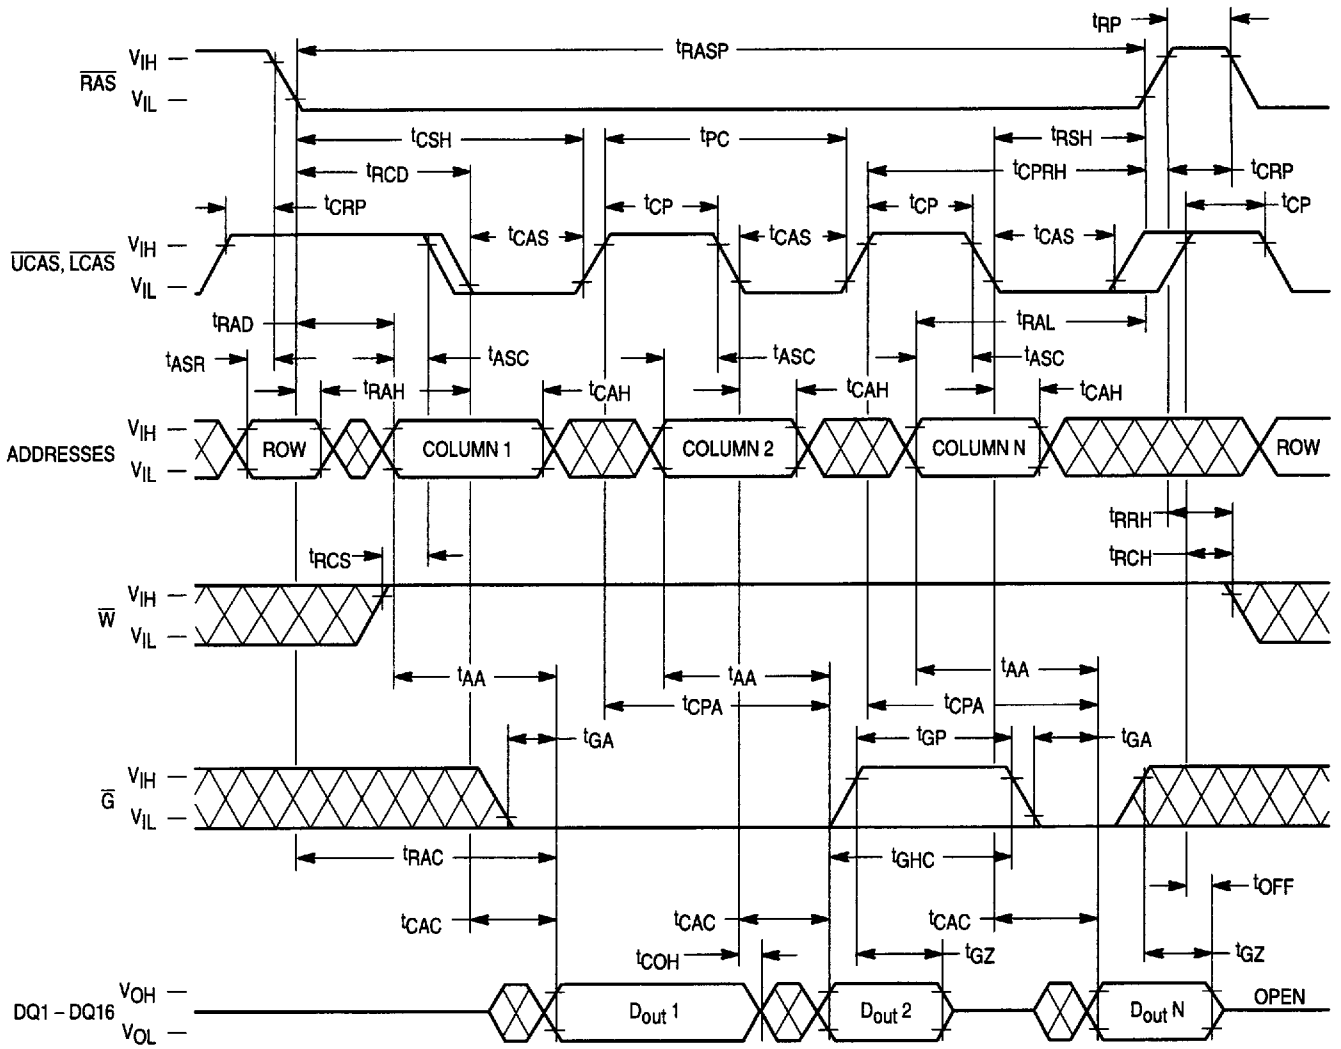 tRP
VIH
RAS
VIL
tRASP
tCSH
tPC
tRSH
tRCD
tCPRH
tCRP
tCRP
tCP
tCP
tCP
UCAS, LCAS
VIH
VIL
tCAS
tCAS
tCAS
tRAD
tRAL
tASR
tASC
tASC
tASC
tRAH
tCAH
tCAH
tCAH
ADDRESSES
VIH
VIL
ROW
COLUMN 1
COLUMN 2
COLUMN N
ROW
tRRH
tRCS
tRCH
W
VIH
VIL
tAA
tAA
tAA
tCPA
tCPA
tGA
tGP
tGA
G
VIH
VIL
tRAC
tGHC
tOFF
tCAC
tCAC
tCAC
tCOH
tGZ
tGZ
DQ1 – DQ16
VOH
VOL
Dout 1
Dout 2
Dout N
OPEN